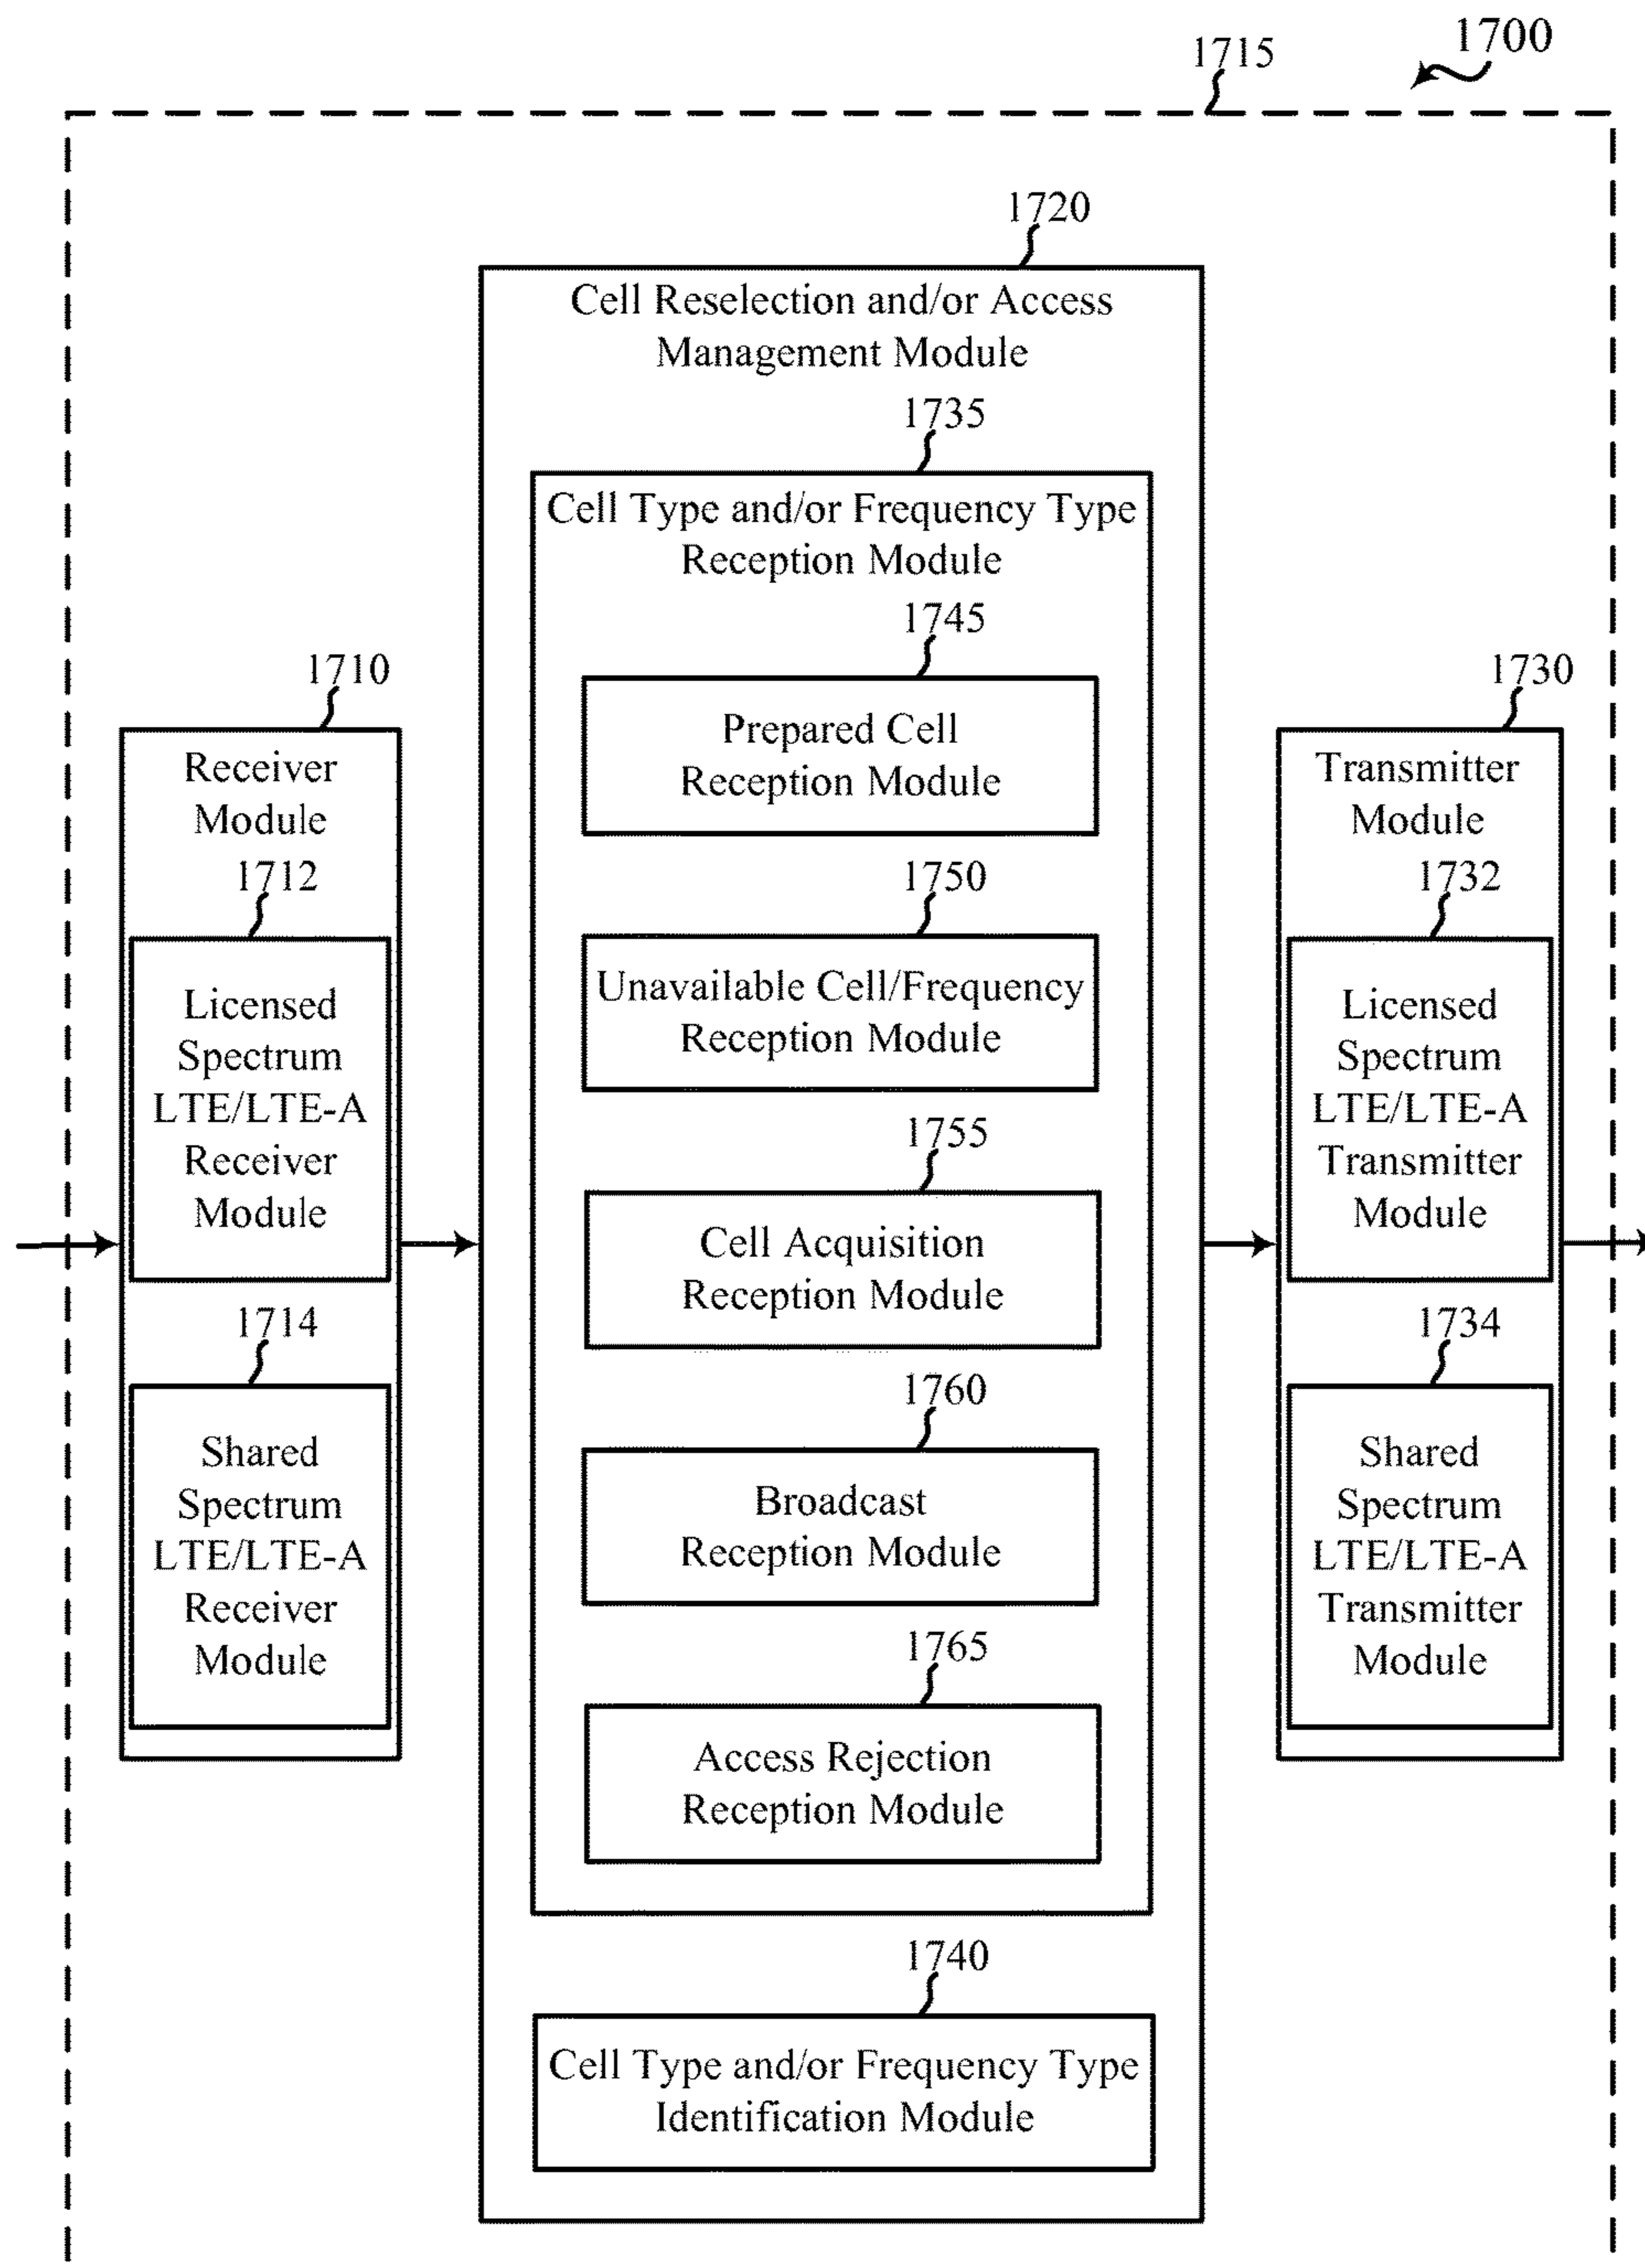 1700
1715
1720
Cell Reselection and/or Access
Management Module
1735
Cell Type and/or Frequency Type
Reception Module
1745
Prepared Cell
Reception Module
1750
Unavailable Cell/Frequency
Reception Module
1755
Cell Acquisition
Reception Module
1760
Broadcast
Reception Module
1765
Access Rejection
Reception Module
1740
Cell Type and/or Frequency Type
Identification Module
1710
Receiver
Module
1712
Licensed
Spectrum
LTE/LTE-A
Receiver
Module
1714
Shared
Spectrum
LTE/LTE-A
Receiver
Module
1730
Transmitter
Module
1732
Licensed
Spectrum
LTE/LTE-A
Transmitter
Module
1734
Shared
Spectrum
LTE/LTE-A
Transmitter
Module